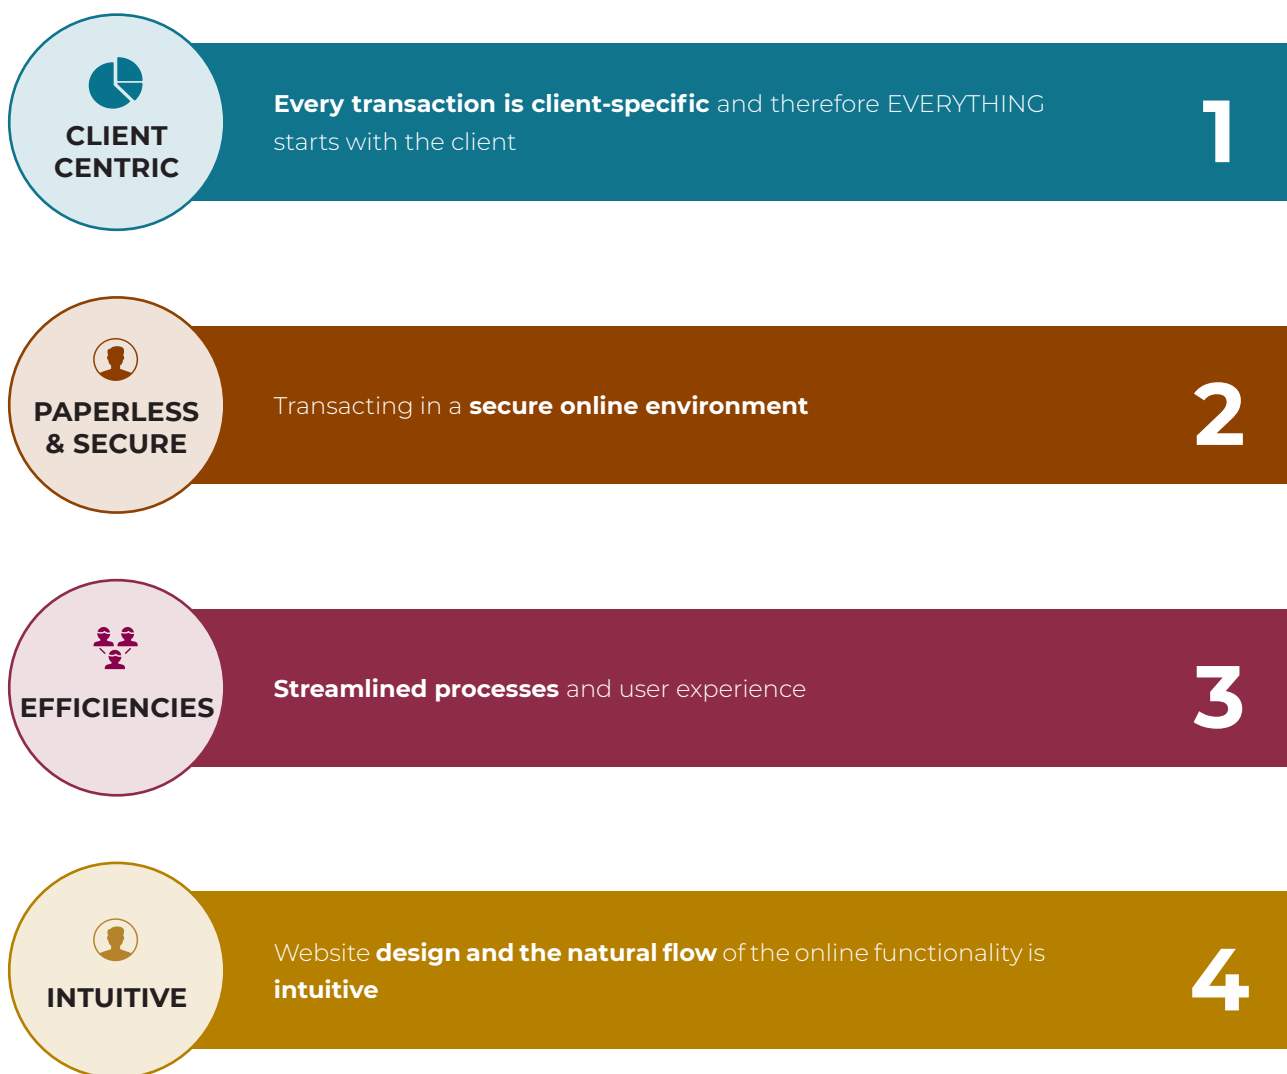 CLIENT
CENTRIC
Every transaction is client-specific and therefore EVERYTHING
starts with the client
1
PAPERLESS
& SECURE
Transacting in a secure online environment
2
EFFICIENCIES
Streamlined processes and user experience
3
INTUITIVE
Website design and the natural flow of the online functionality is
intuitive
4